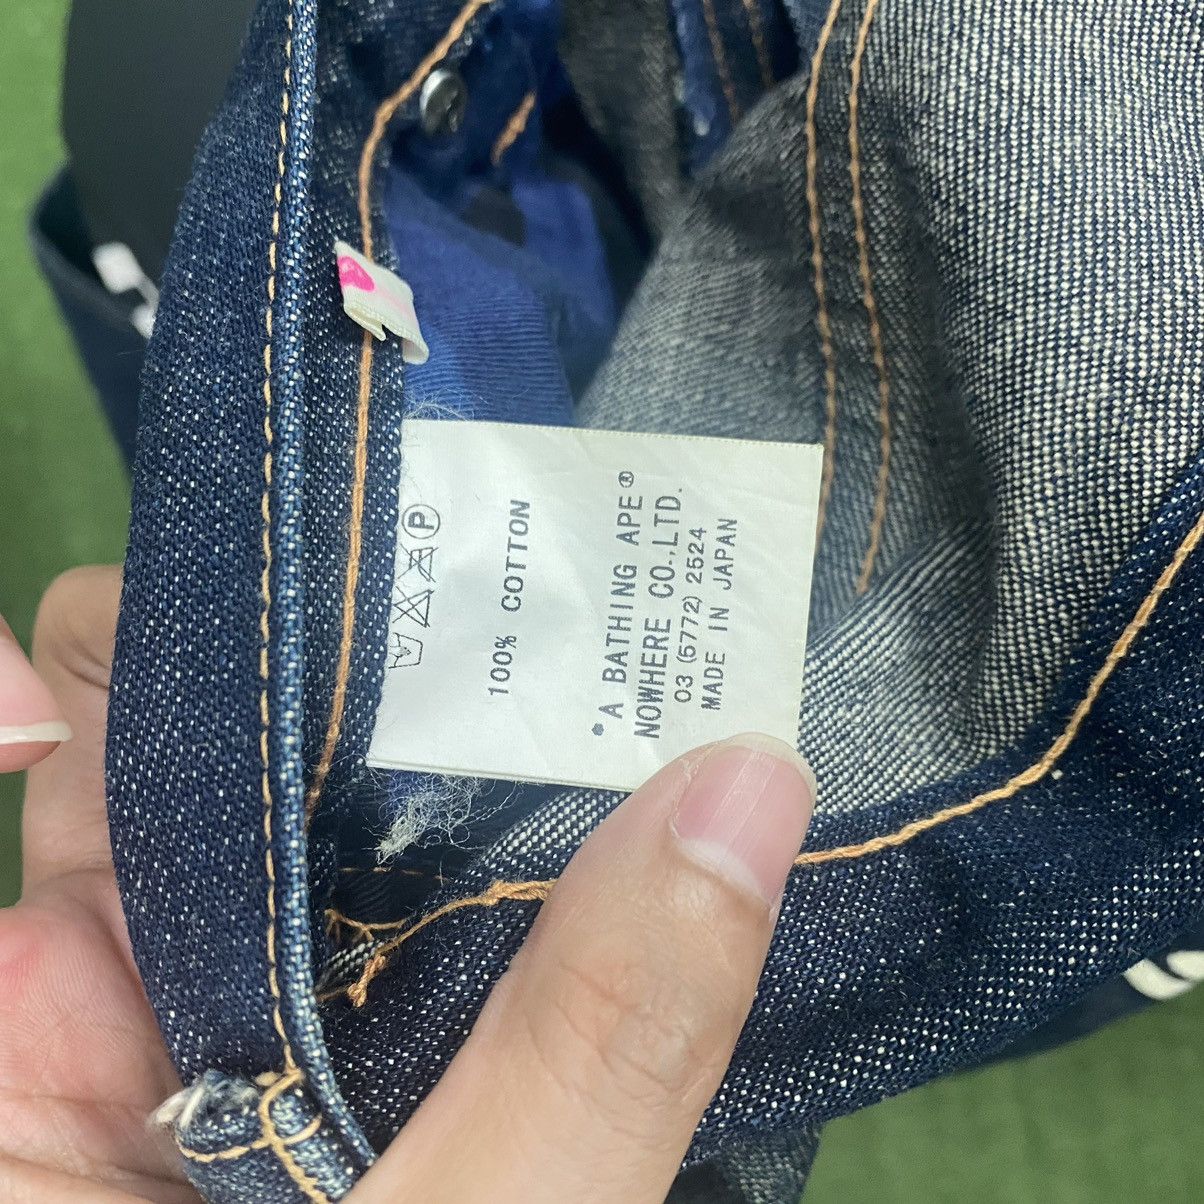 Ⓟ
100% COTTON
*A BATHING APE®
NOWHERE CO.,LTD.
03 (5772) 2524
MADE IN JAPAN